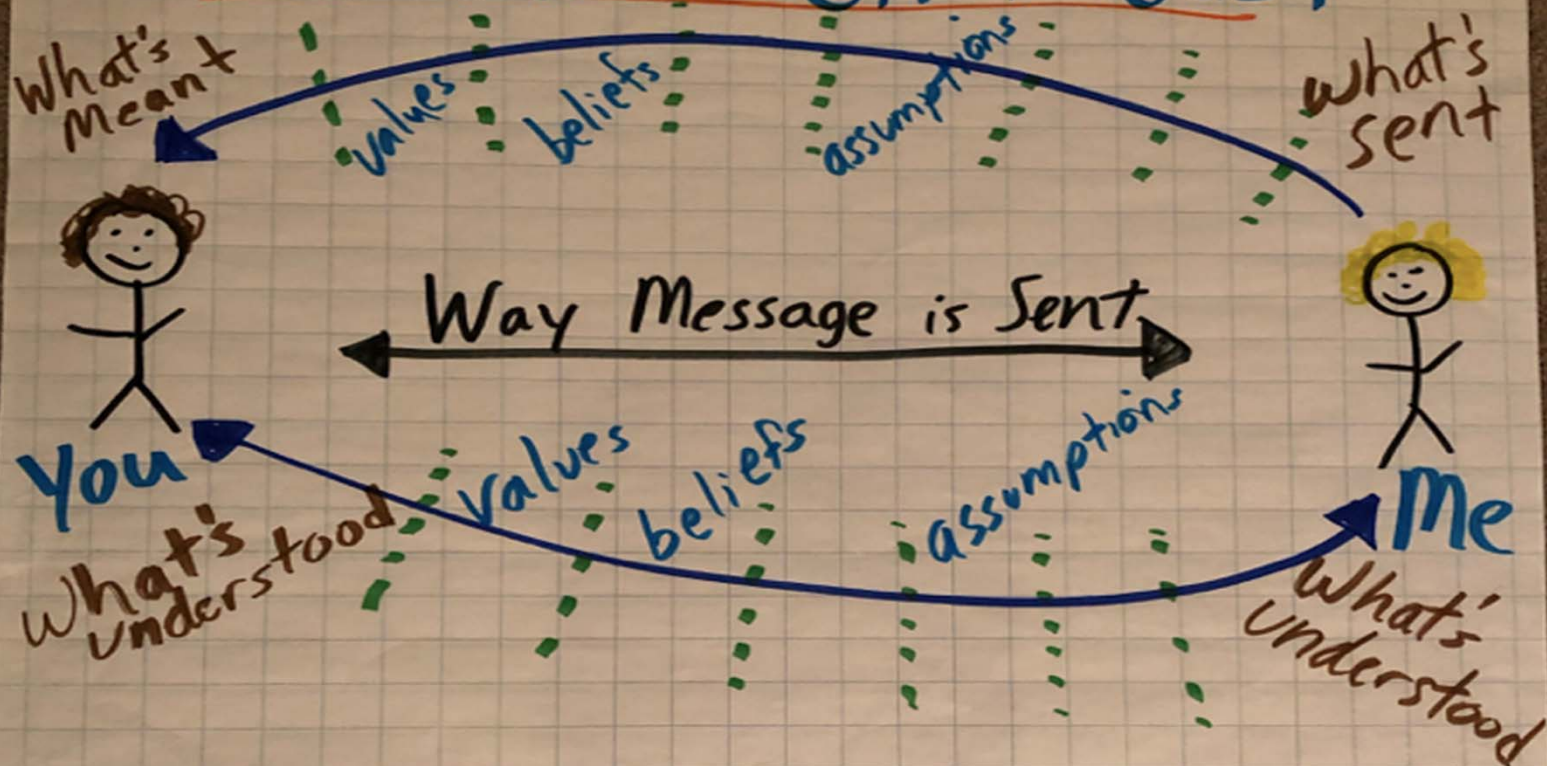 What's
Meant
values
beliefs
assumptions
What's
sent
Way Message is Sent
You
Me
values
beliefs
assumptions
What's
understood
What's
understood